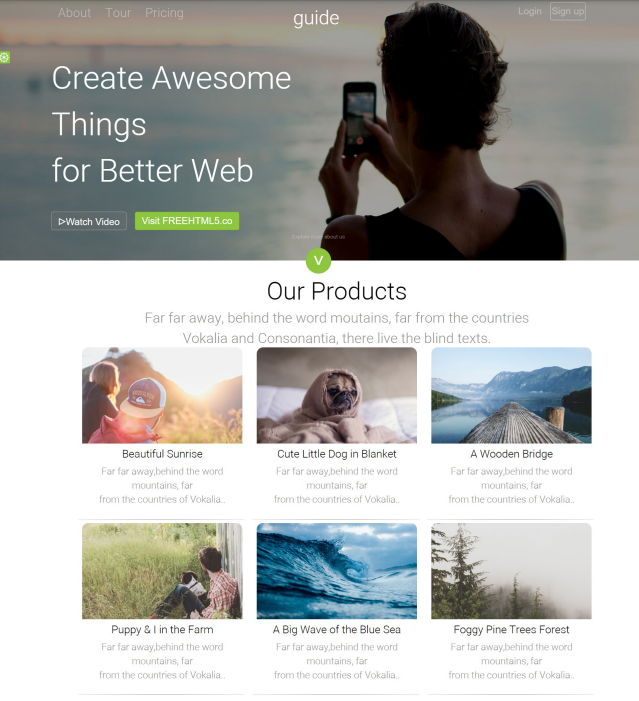 About Tour Pricing
guide
Login Sign up
Create Awesome
Things
for Better Web
Watch Video
Visit FREEHTML5.co
Explore more about us
V
Our Products
Far far away, behind the word moutains, far from the countries
Vokalia and Consonantia, there live the blind texts.
Beautiful Sunrise
Far far away,behind the word
mountains, far
from the countries of Vokalia..
Cute Little Dog in Blanket
Far far away,behind the word
mountains, far
from the countries of Vokalia..
A Wooden Bridge
Far far away,behind the word
mountains, far
from the countries of Vokalia..
Puppy & I in the Farm
Far far away,behind the word
mountains, far
from the countries of Vokalia..
A Big Wave of the Blue Sea
Far far away,behind the word
mountains, far
from the countries of Vokalia..
Foggy Pine Trees Forest
Far far away,behind the word
mountains, far
from the countries of Vokalia..